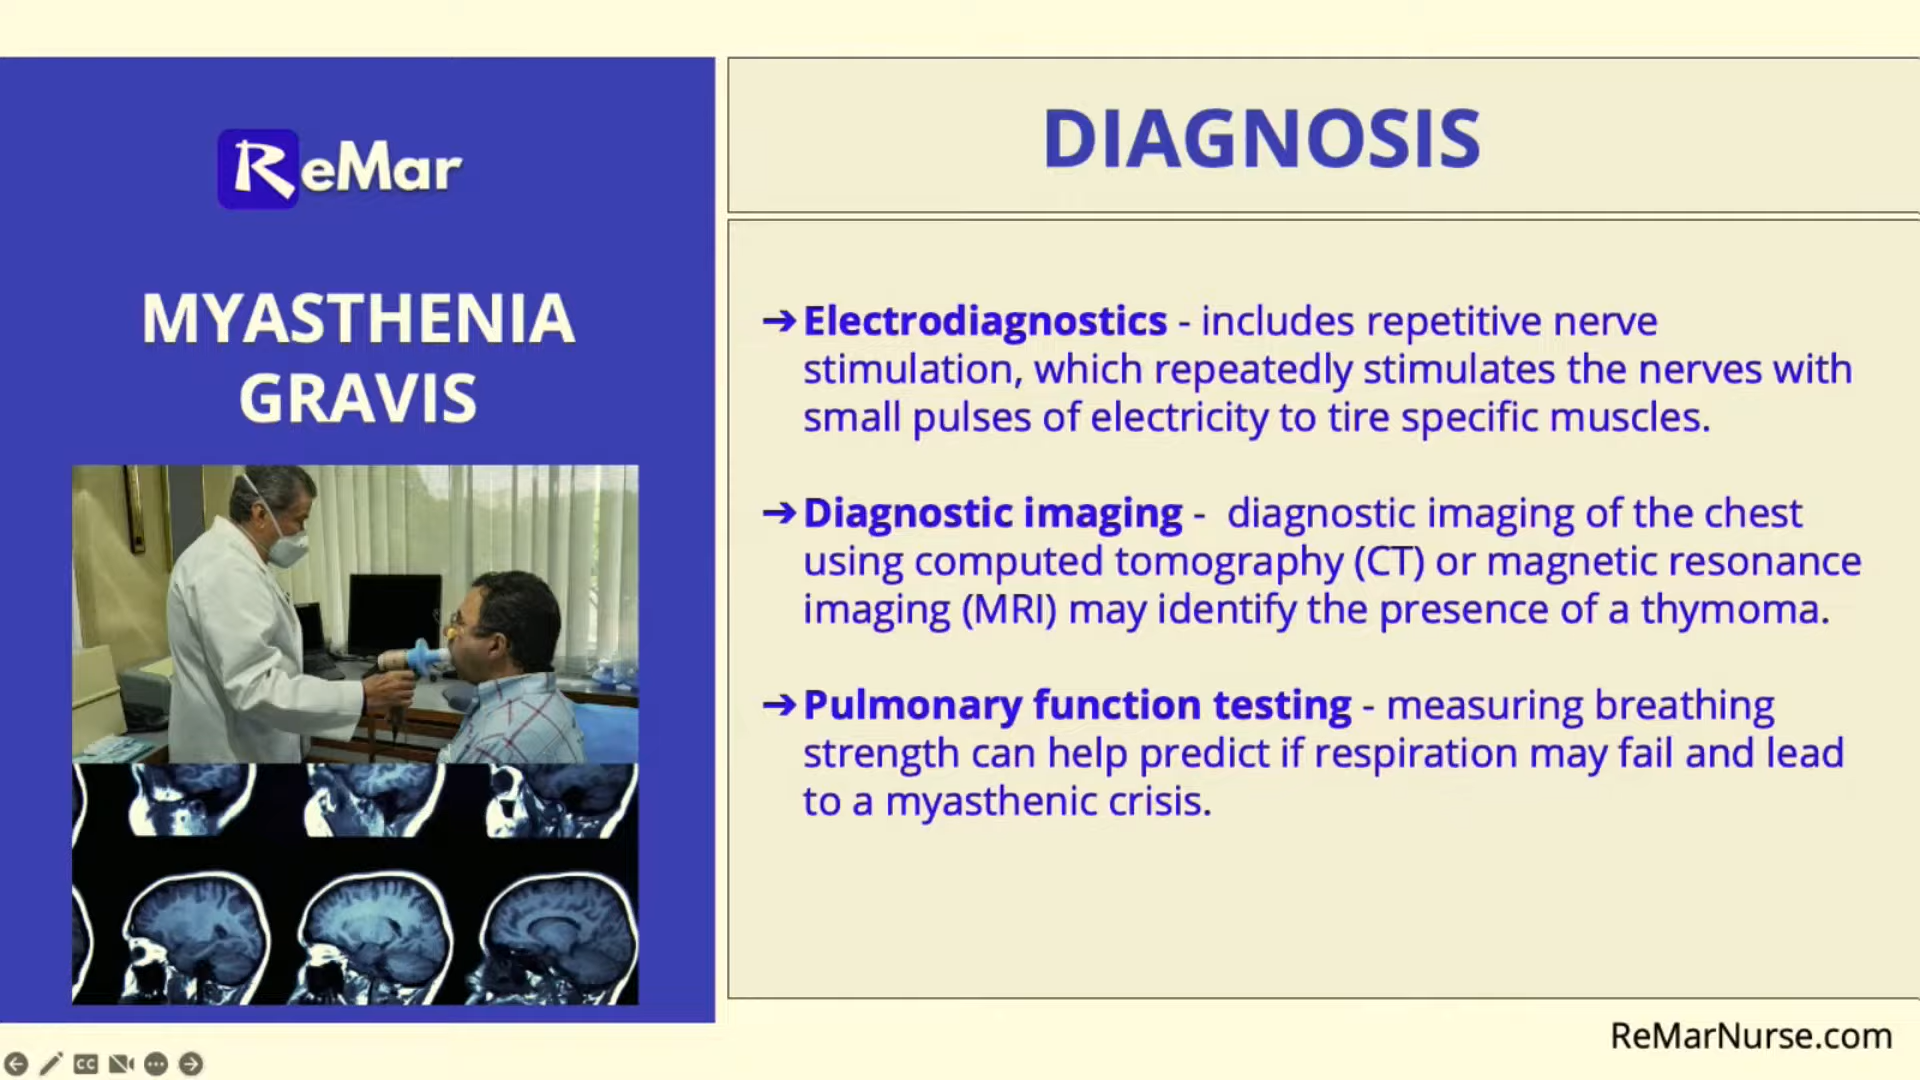 ReMar
MYASTHENIA
GRAVIS
DIAGNOSIS
➔Electrodiagnostics - includes repetitive nerve
stimulation, which repeatedly stimulates the nerves with
small pulses of electricity to tire specific muscles.
➔Diagnostic imaging - diagnostic imaging of the chest
using computed tomography (CT) or magnetic resonance
imaging (MRI) may identify the presence of a thymoma.
➔Pulmonary function testing - measuring breathing
strength can help predict if respiration may fail and lead
to a myasthenic crisis.
ReMarNurse.com
CC